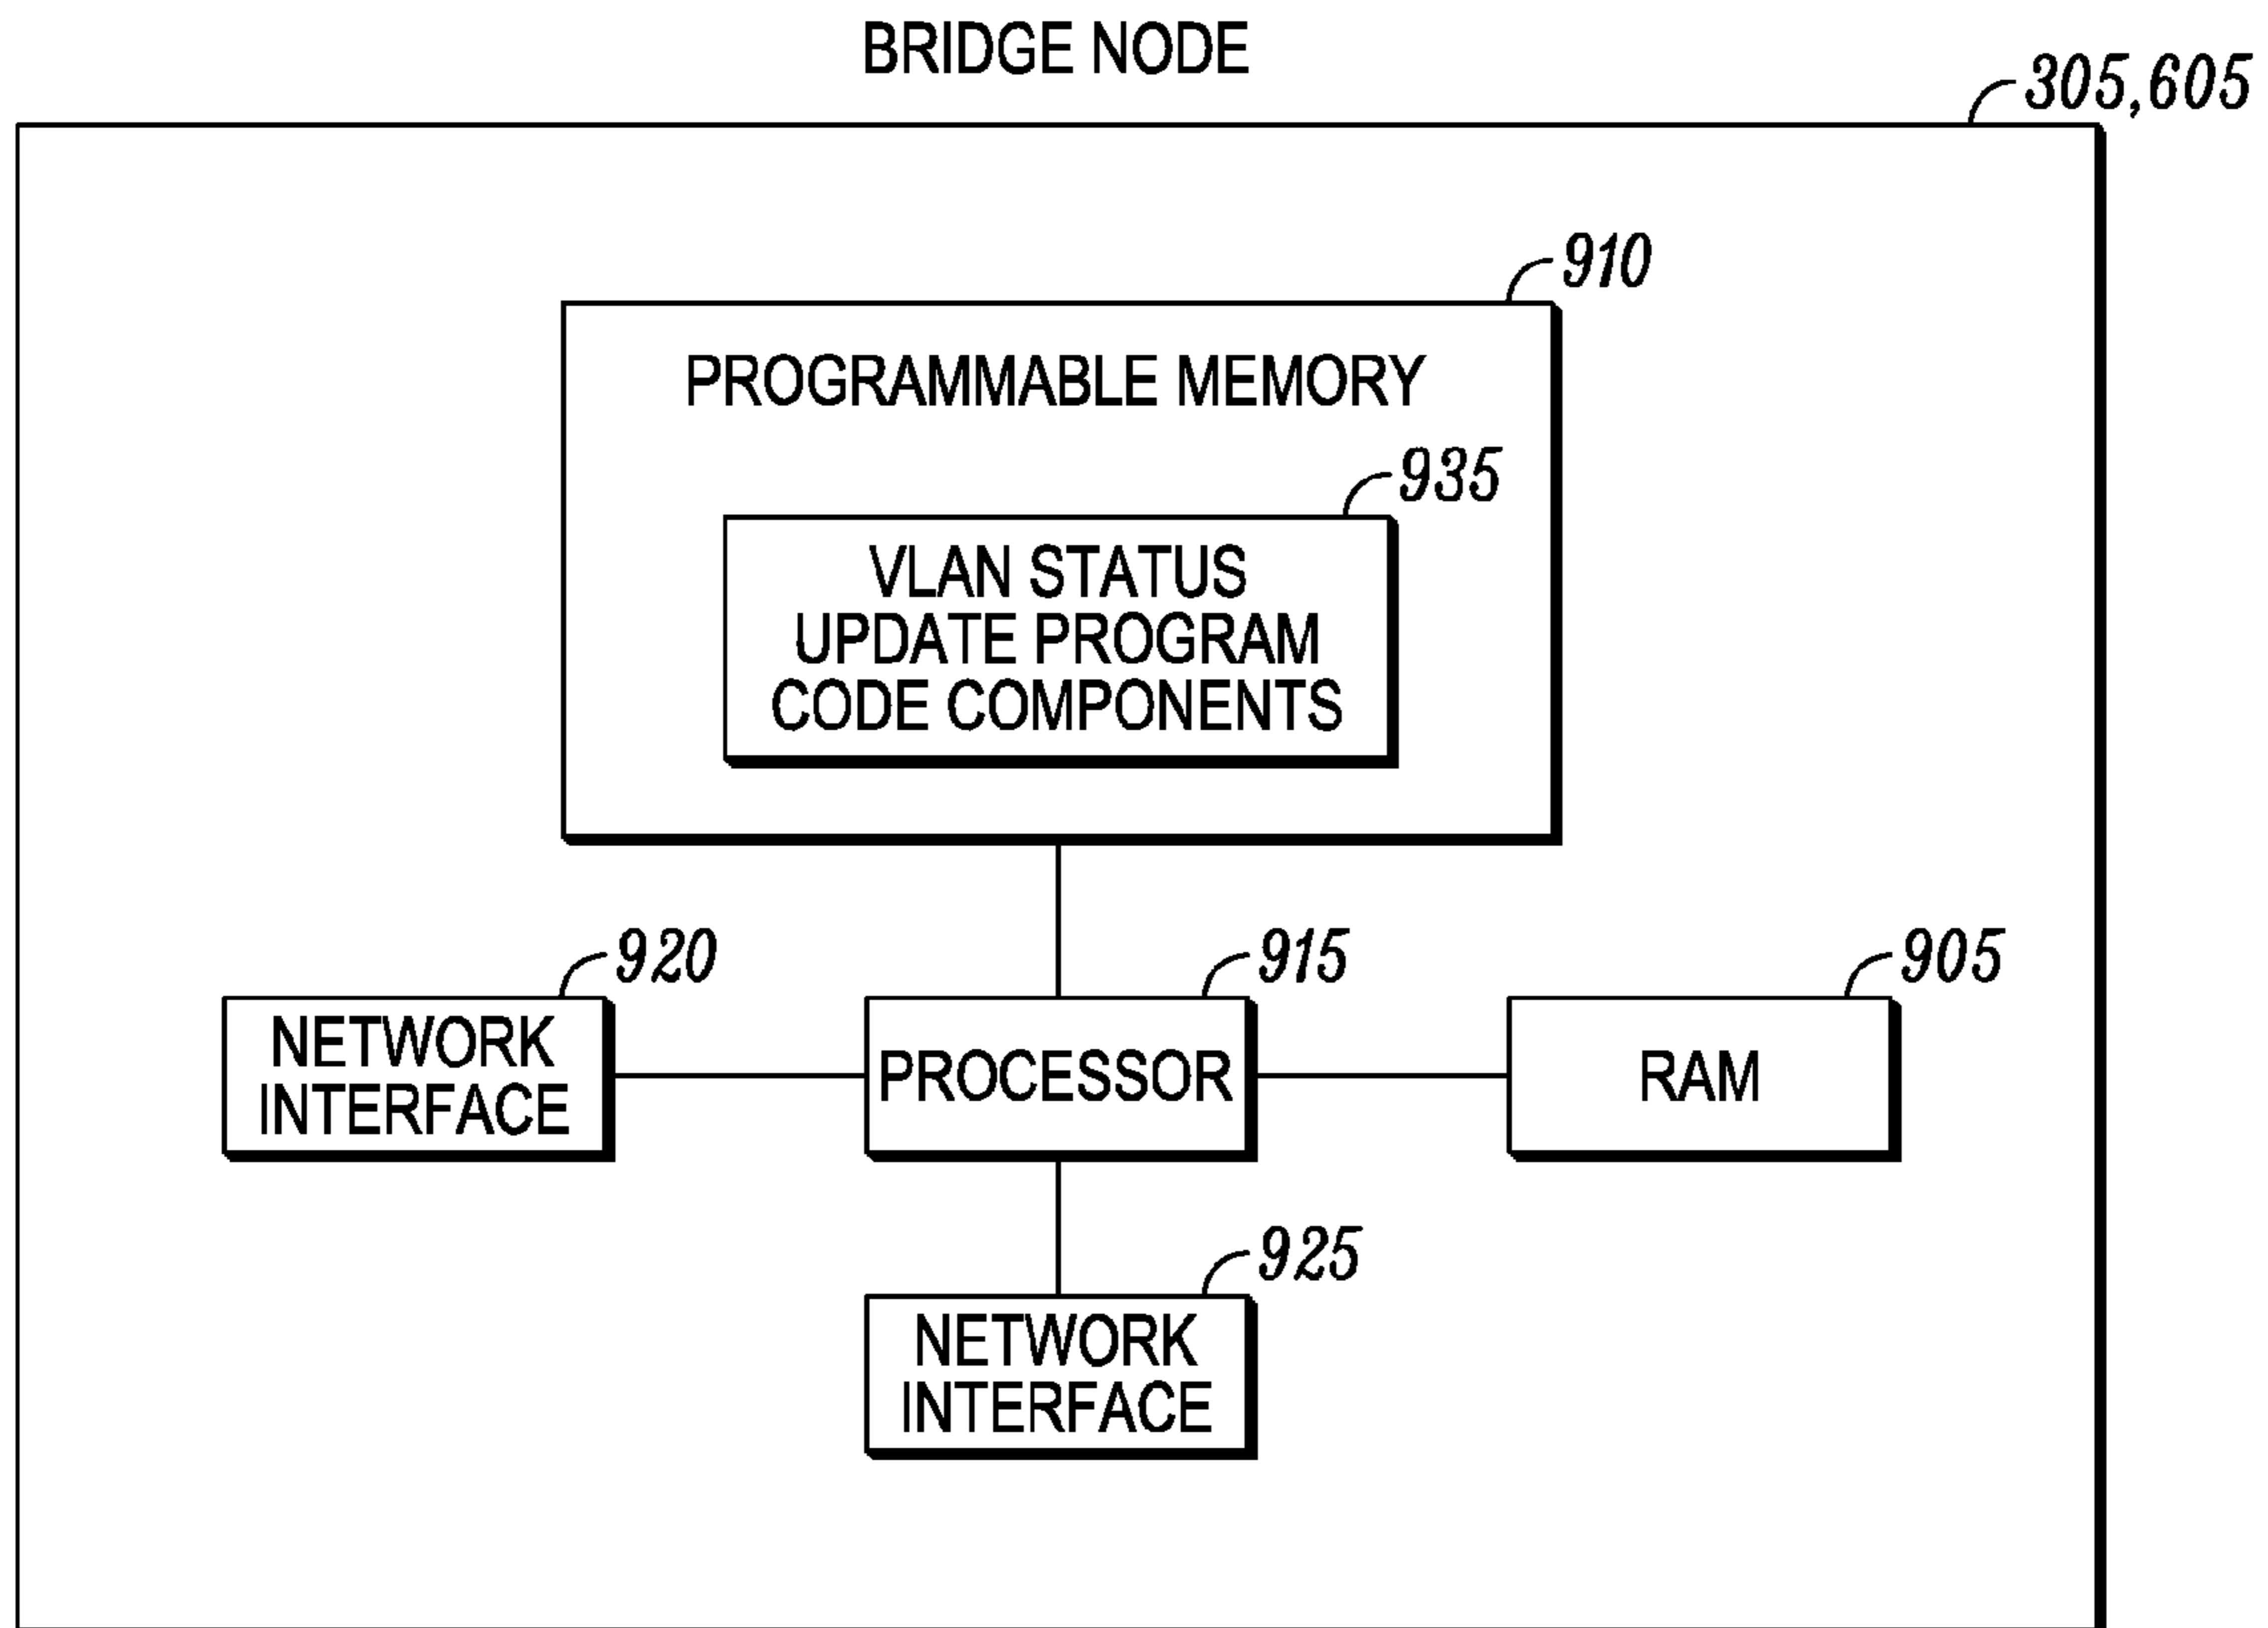 BRIDGE NODE
305,605
910
PROGRAMMABLE MEMORY
935
VLAN STATUS
UPDATE PROGRAM
CODE COMPONENTS
920
915
905
NETWORK
INTERFACE
PROCESSOR
RAM
925
NETWORK
INTERFACE